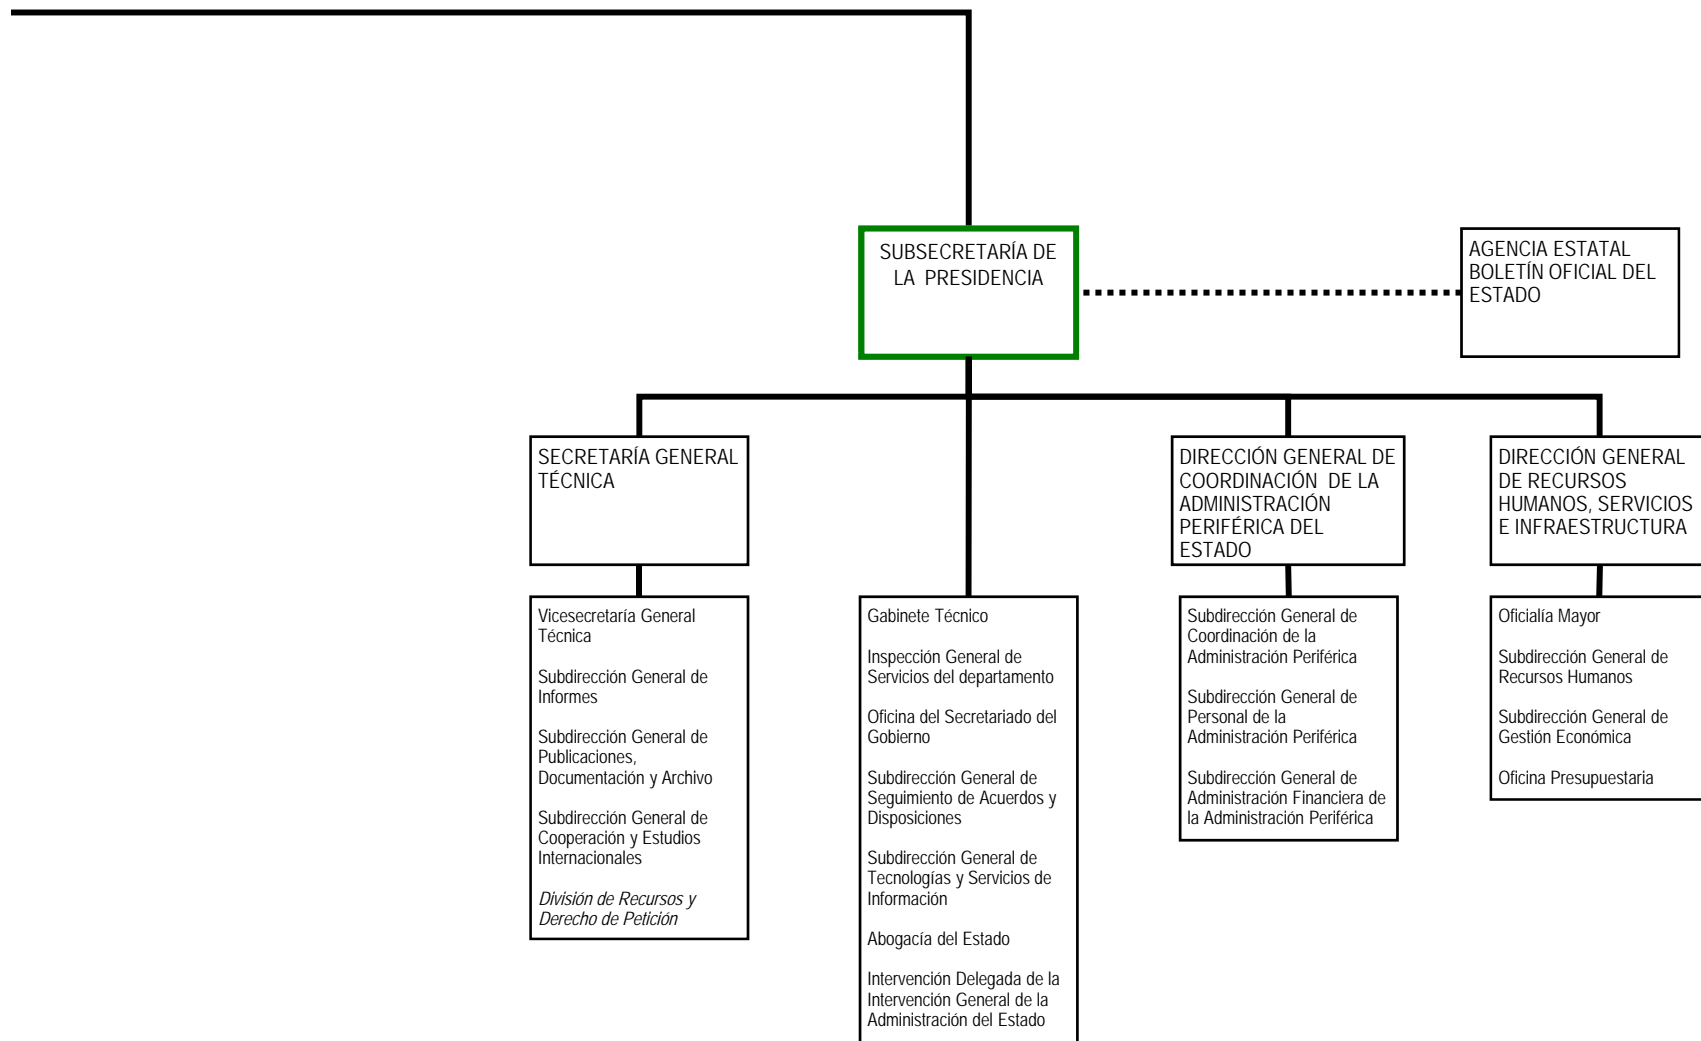 SUBSECRETARÍA DE
LA PRESIDENCIA
AGENCIA ESTATAL
BOLETÍN OFICIAL DEL
ESTADO
SECRETARÍA GENERAL
TÉCNICA
DIRECCIÓN GENERAL DE
COORDINACIÓN DE LA
ADMINISTRACIÓN
PERIFÉRICA DEL
ESTADO
DIRECCIÓN GENERAL
DE RECURSOS
HUMANOS, SERVICIOS
E INFRAESTRUCTURA
Vicesecretaría General
Técnica
Subdirección General de
Informes
Subdirección General de
Publicaciones,
Documentación y Archivo
Subdirección General de
Cooperación y Estudios
Internacionales
División de Recursos y
Derecho de Petición
Gabinete Técnico
Inspección General de
Servicios del departamento
Oficina del Secretariado del
Gobierno
Subdirección General de
Seguimiento de Acuerdos y
Disposiciones
Subdirección General de
Tecnologías y Servicios de
Información
Abogacía del Estado
Intervención Delegada de la
Intervención General de la
Administración del Estado
Subdirección General de
Coordinación de la
Administración Periférica
Subdirección General de
Personal de la
Administración Periférica
Subdirección General de
Administración Financiera de
la Administración Periférica
Oficialía Mayor
Subdirección General de
Recursos Humanos
Subdirección General de
Gestión Económica
Oficina Presupuestaria